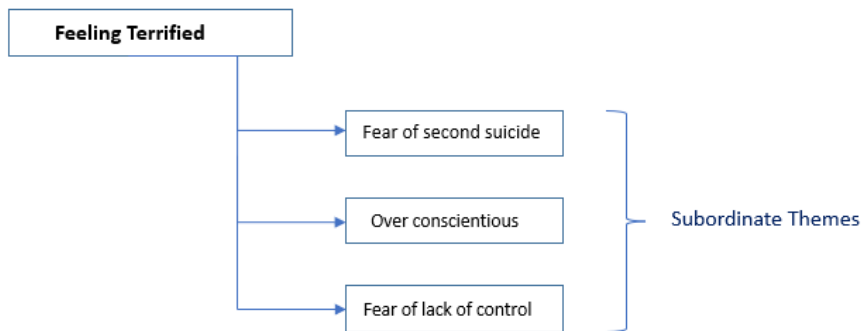 Feeling Terrified
Fear of second suicide
Over conscientious
Subordinate Themes
Fear of lack of control